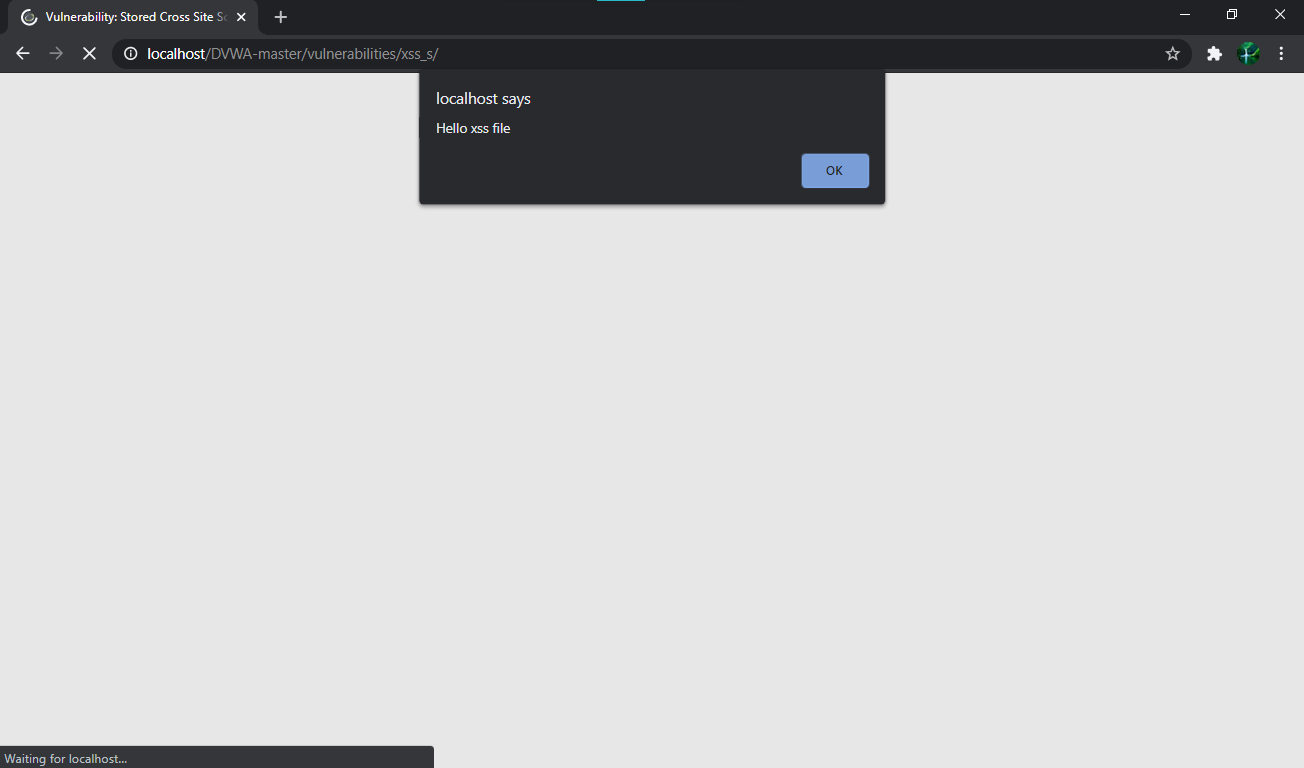 Vulnerability: Stored Cross Site Sc
localhost/DVWA-master/vulnerabilities/xss_s/
localhost says
Hello xss file
OK
Waiting for localhost...